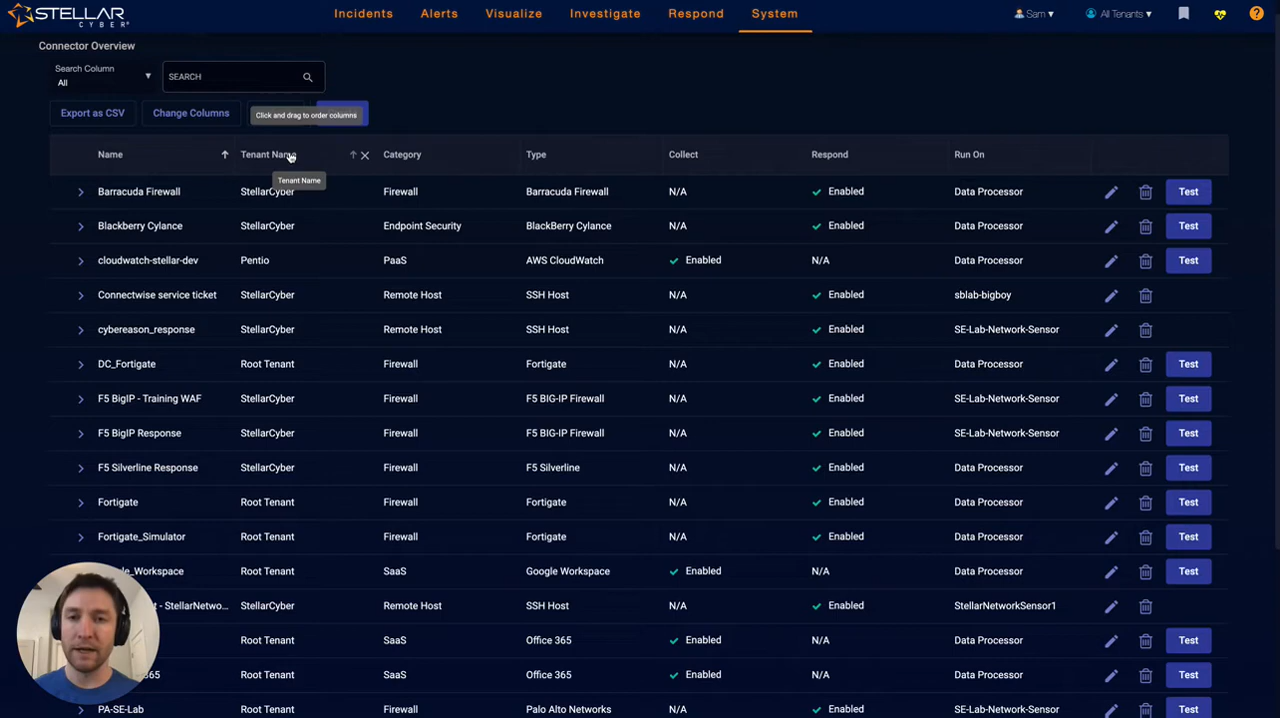 STELLAR
CYBER
Incidents Alerts Visualize Investigate Respond System
Sam All Tenants ?
Connector Overview
Search Column
All
SEARCH
Export as CSV Change Columns
Click and drag to order columns
Name Tenant Name Category Type Collect Respond Run On
Tenant Name
Barracuda Firewall StellarCyber Firewall Barracuda Firewall N/A Enabled Data Processor Test
Blackberry Cylance StellarCyber Endpoint Security BlackBerry Cylance N/A Enabled Data Processor Test
cloudwatch-stellar-dev Pentio PaaS AWS CloudWatch Enabled N/A Data Processor Test
Connectwise service ticket StellarCyber Remote Host SSH Host N/A Enabled sblab-bigboy
cybereason_response StellarCyber Remote Host SSH Host N/A Enabled SE-Lab-Network-Sensor
DC_Fortigate Root Tenant Firewall Fortigate N/A Enabled Data Processor Test
F5 BigIP - Training WAF StellarCyber Firewall F5 BIG-IP Firewall N/A Enabled SE-Lab-Network-Sensor Test
F5 BigIP Response StellarCyber Firewall F5 BIG-IP Firewall N/A Enabled SE-Lab-Network-Sensor Test
F5 Silverline Response StellarCyber Firewall F5 Silverline N/A Enabled Data Processor Test
Fortigate Root Tenant Firewall Fortigate N/A Enabled Data Processor Test
Fortigate_Simulator Root Tenant Firewall Fortigate N/A Enabled Data Processor Test
le_Workspace Root Tenant SaaS Google Workspace Enabled N/A Data Processor Test
t - StellarNetwo... StellarCyber Remote Host SSH Host N/A Enabled StellarNetworkSensor1
Root Tenant SaaS Office 365 Enabled N/A Data Processor Test
365 Root Tenant SaaS Office 365 Enabled N/A Data Processor Test
PA-SE-Lab Root Tenant Firewall Palo Alto Networks N/A Enabled SE-Lab-Network-Sensor Test